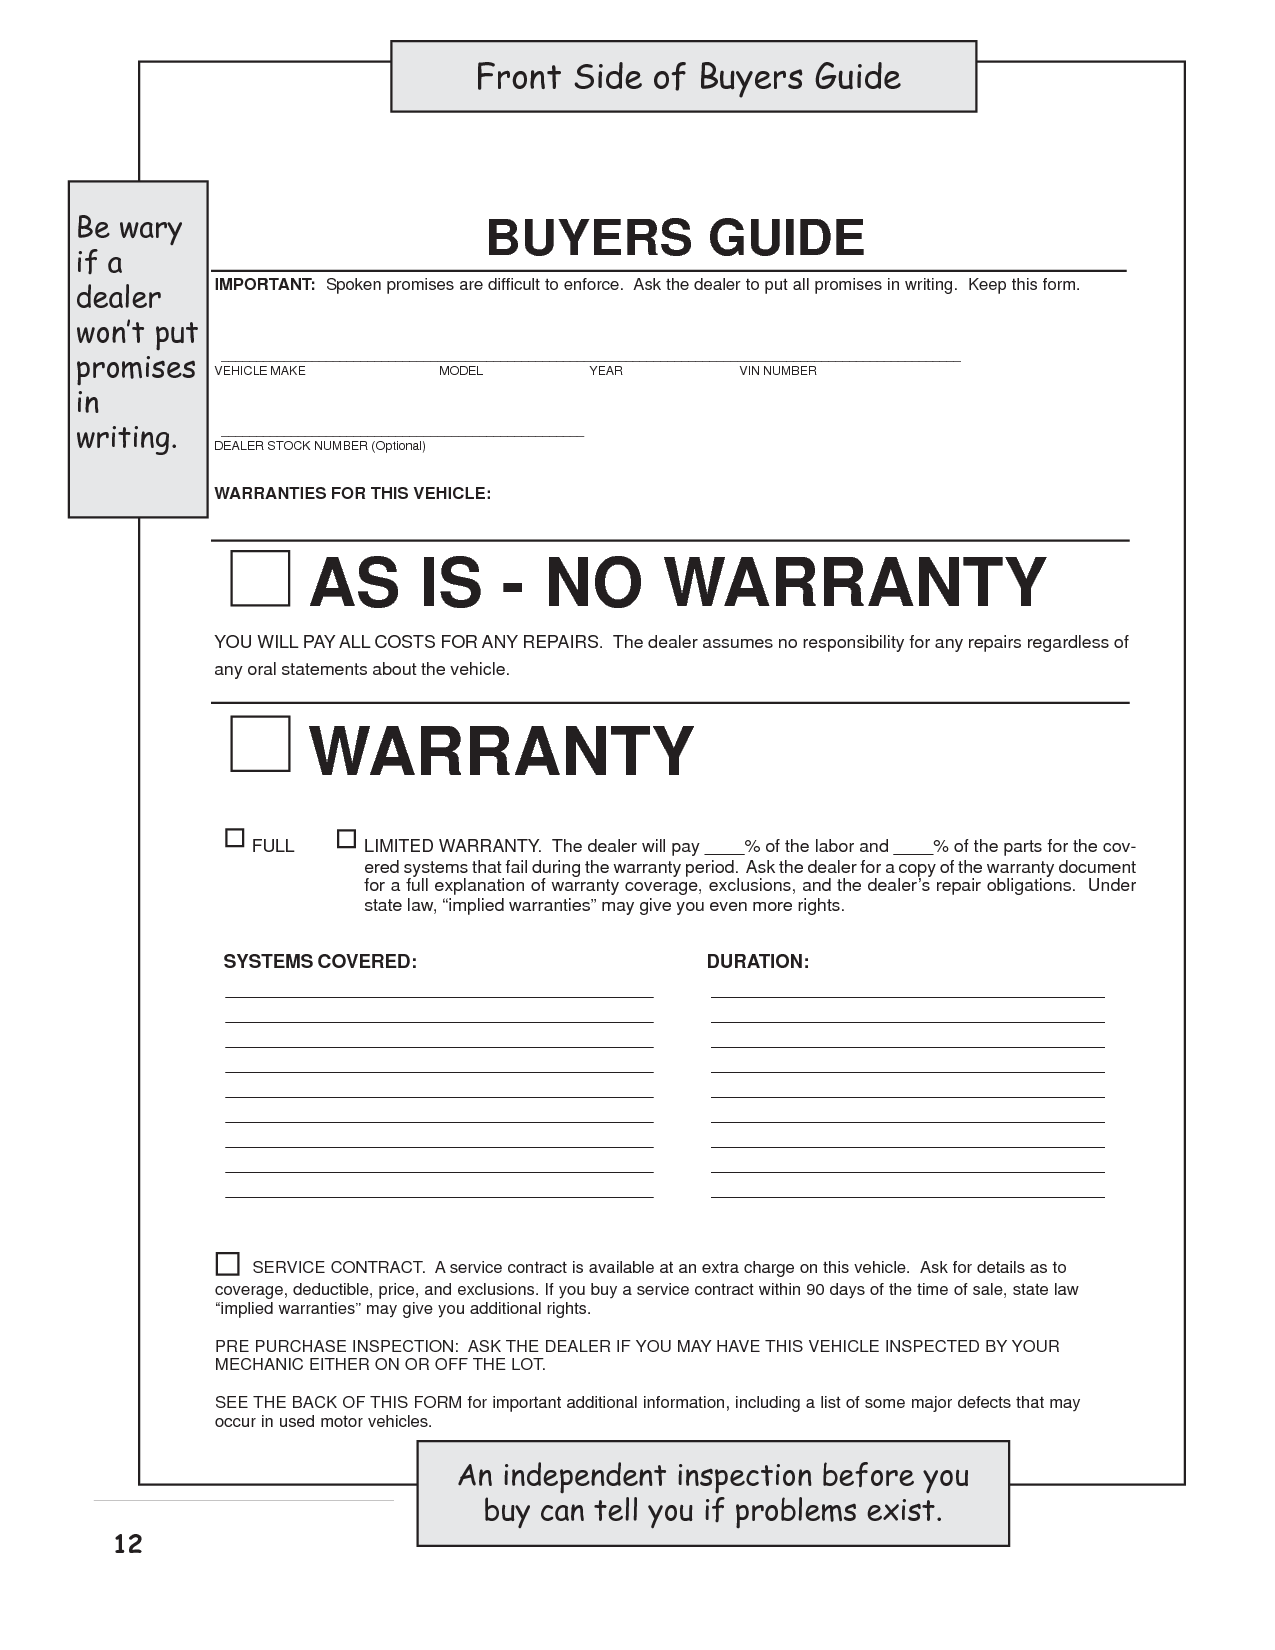 Front Side of Buyers Guide
Be wary
if a
dealer
won't put
promises
in
writing.
BUYERS GUIDE
IMPORTANT: Spoken promises are difficult to enforce. Ask the dealer to put all promises in writing. Keep this form.
VEHICLE MAKE MODEL YEAR VIN NUMBER
DEALER STOCK NUMBER (Optional)
WARRANTIES FOR THIS VEHICLE:
AS IS - NO WARRANTY
YOU WILL PAY ALL COSTS FOR ANY REPAIRS. The dealer assumes no responsibility for any repairs regardless of
any oral statements about the vehicle.
WARRANTY
FULL LIMITED WARRANTY. The dealer will pay ____% of the labor and ____% of the parts for the cov-
ered systems that fail during the warranty period. Ask the dealer for a copy of the warranty document
for a full explanation of warranty coverage, exclusions, and the dealer's repair obligations. Under
state law, “implied warranties” may give you even more rights.
SYSTEMS COVERED: DURATION:
SERVICE CONTRACT. A service contract is available at an extra charge on this vehicle. Ask for details as to
coverage, deductible, price, and exclusions. If you buy a service contract within 90 days of the time of sale, state law
“implied warranties” may give you additional rights.
PRE PURCHASE INSPECTION: ASK THE DEALER IF YOU MAY HAVE THIS VEHICLE INSPECTED BY YOUR
MECHANIC EITHER ON OR OFF THE LOT.
SEE THE BACK OF THIS FORM for important additional information, including a list of some major defects that may
occur in used motor vehicles.
An independent inspection before you
buy can tell you if problems exist.
12